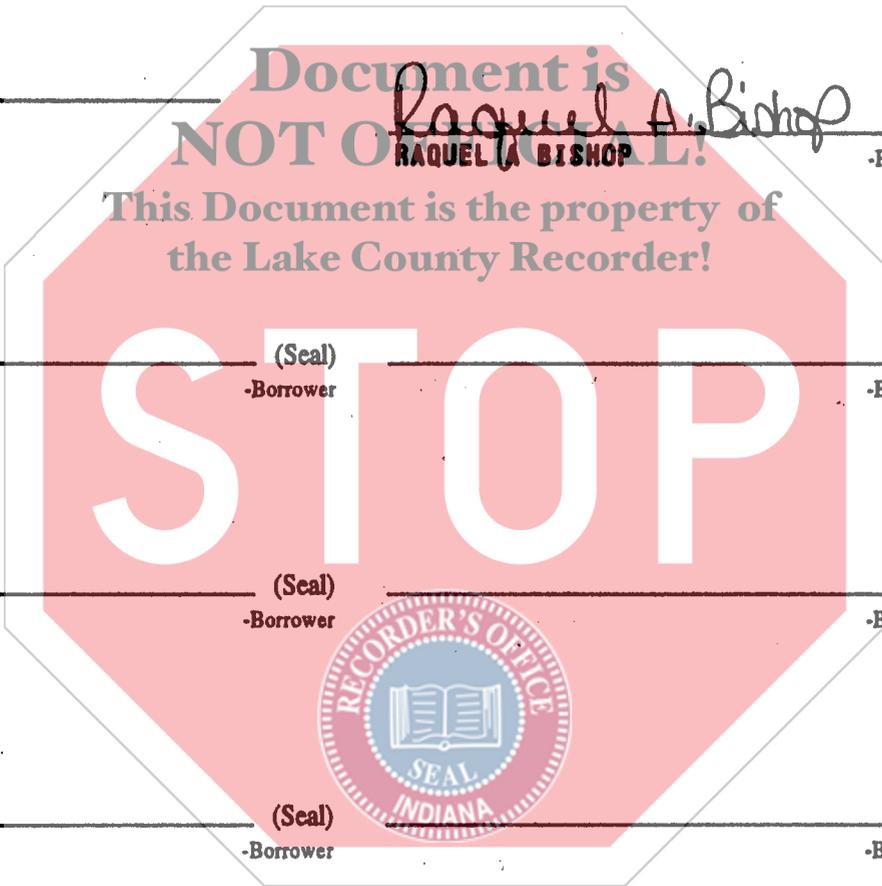 Document is
Raquel A. Bishop
NOT OFFICIAL!
RAQUEL A BISHOP
This Document is the property of
the Lake County Recorder!
STOP
(Seal)
-Borrower
(Seal)
-Borrower
RECORDER'S OFFICE
SEAL
INDIANA
(Seal)
-Borrower